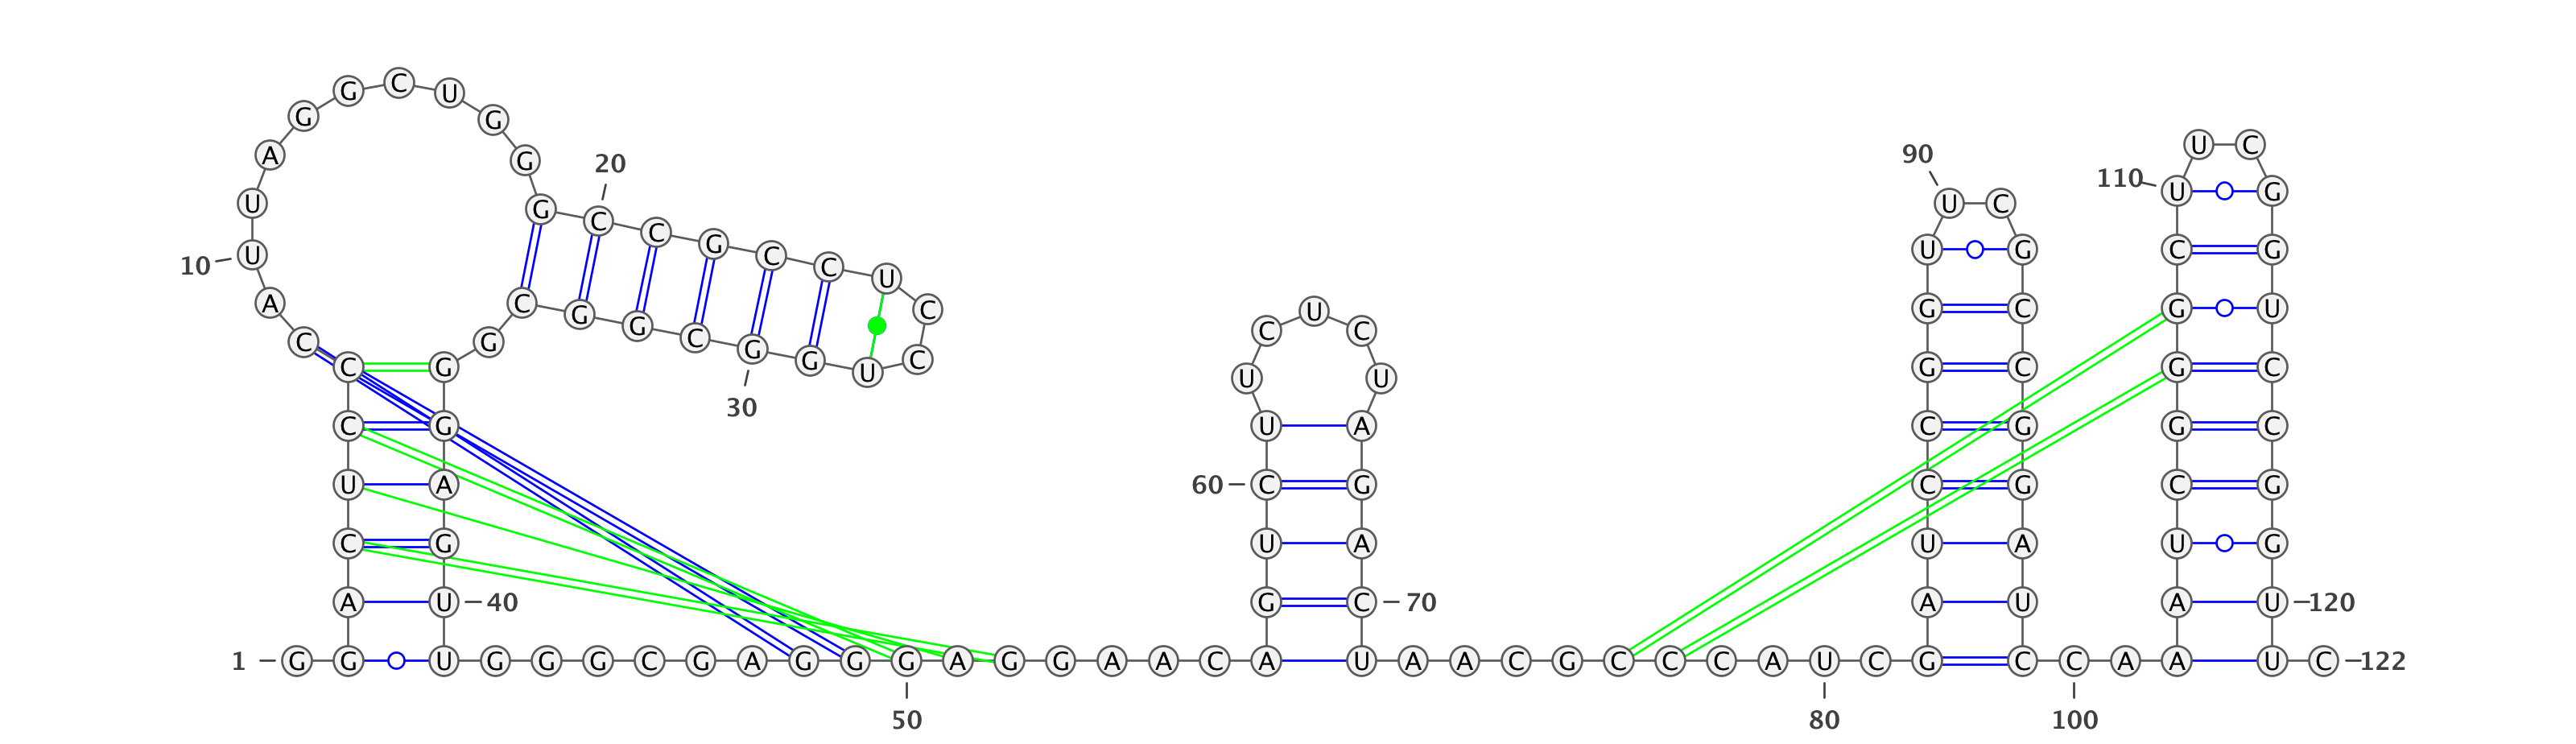 1
G G A C U C C C A U
10
U A G G C U G G G C
20
C G C C U C C U G G
30
C G G C G G G A G U
40
U G G G C G A G G G
50
A G G A A C A G U C
60
U U C U C U A G A C
70
U A A C G C C C A U
80
C G A U C C G G U U
90
C G C C G G A U C C
100
A A A U C G G G C U
110
U C G G U C C G G U
120
U C
122